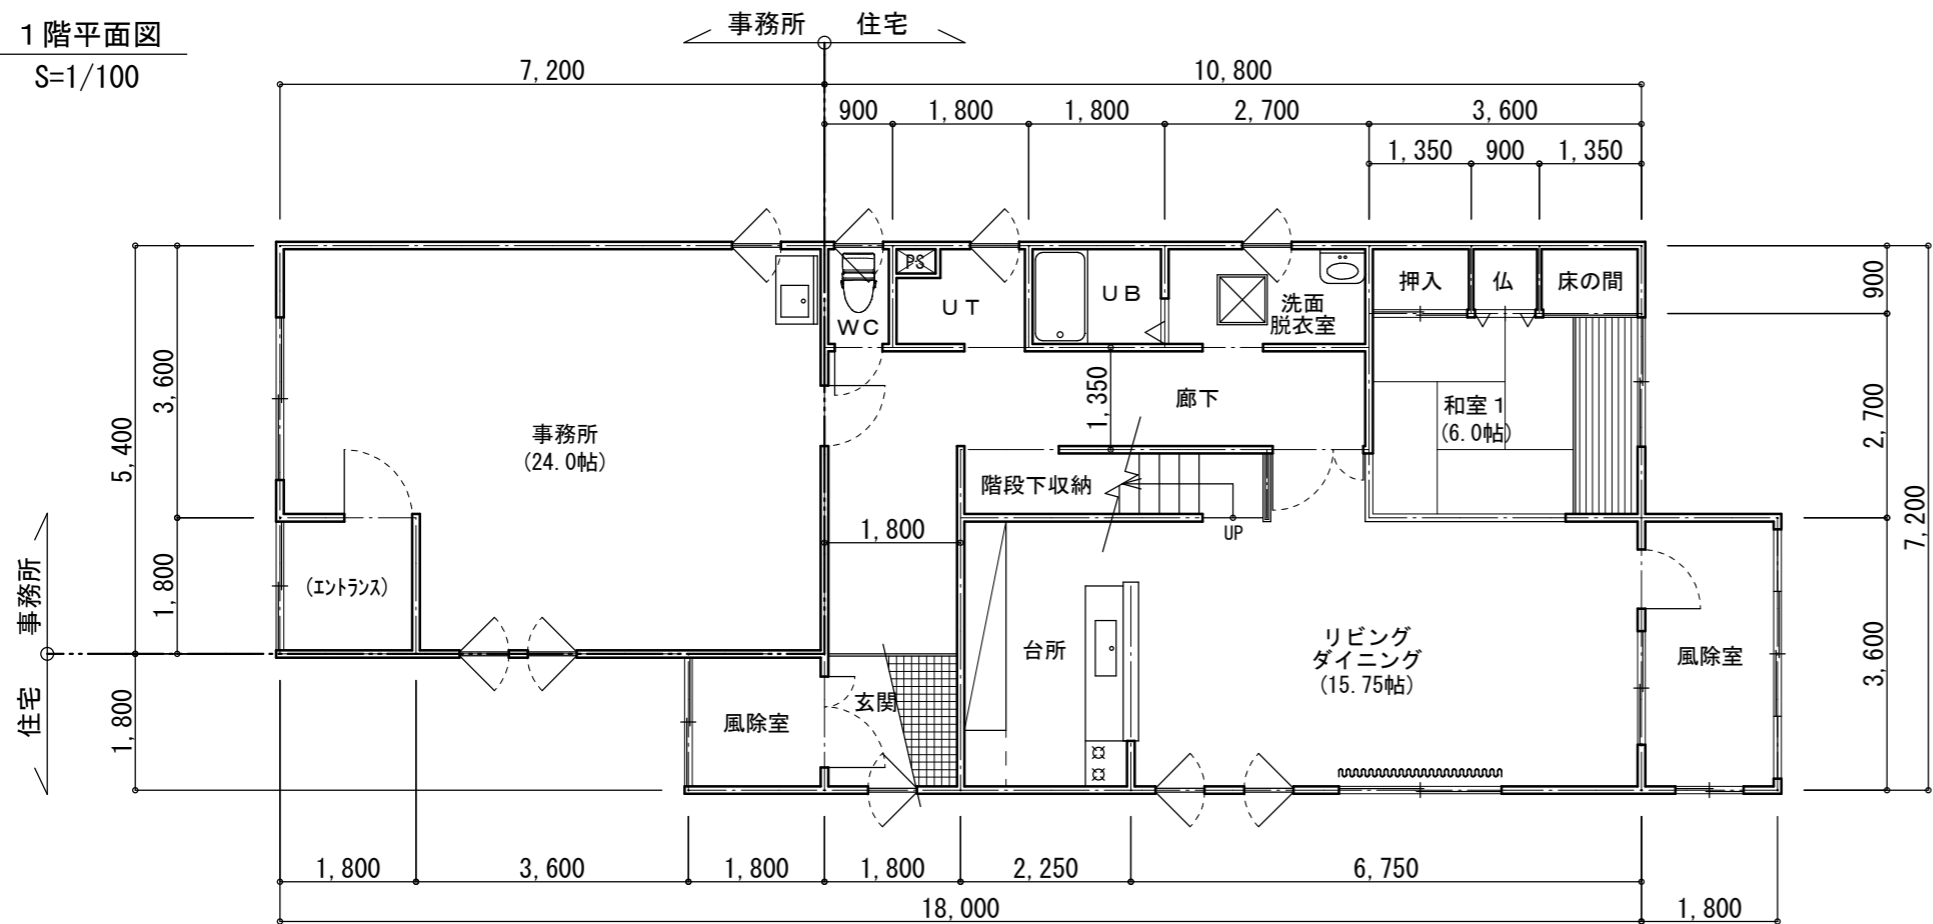 １階平面図
S=1/100
事務所 住宅
7,200
10,800
900 1,800 1,800 2,700 3,600
1,350 900 1,350
PS
UT
UB
WC
洗面
脱衣室
押入
仏
床の間
900
3,600
5,400
1,350
廊下
和室１
(6.0帖)
2,700
7,200
事務所
(24.0帖)
階段下収納
UP
1,800
事務所
1,800
(エントランス)
台所
リビング
ダイニング
(15.75帖)
風除室
3,600
住宅
1,800
風除室
玄関
1,800 3,600 1,800 1,800 2,250 6,750
18,000 1,800